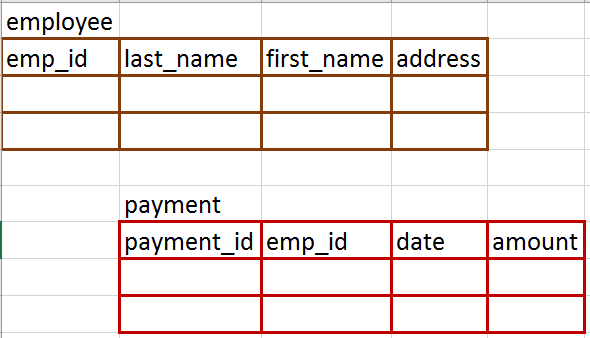 employee
emp_id last_name first_name address
payment
payment_id emp_id date amount